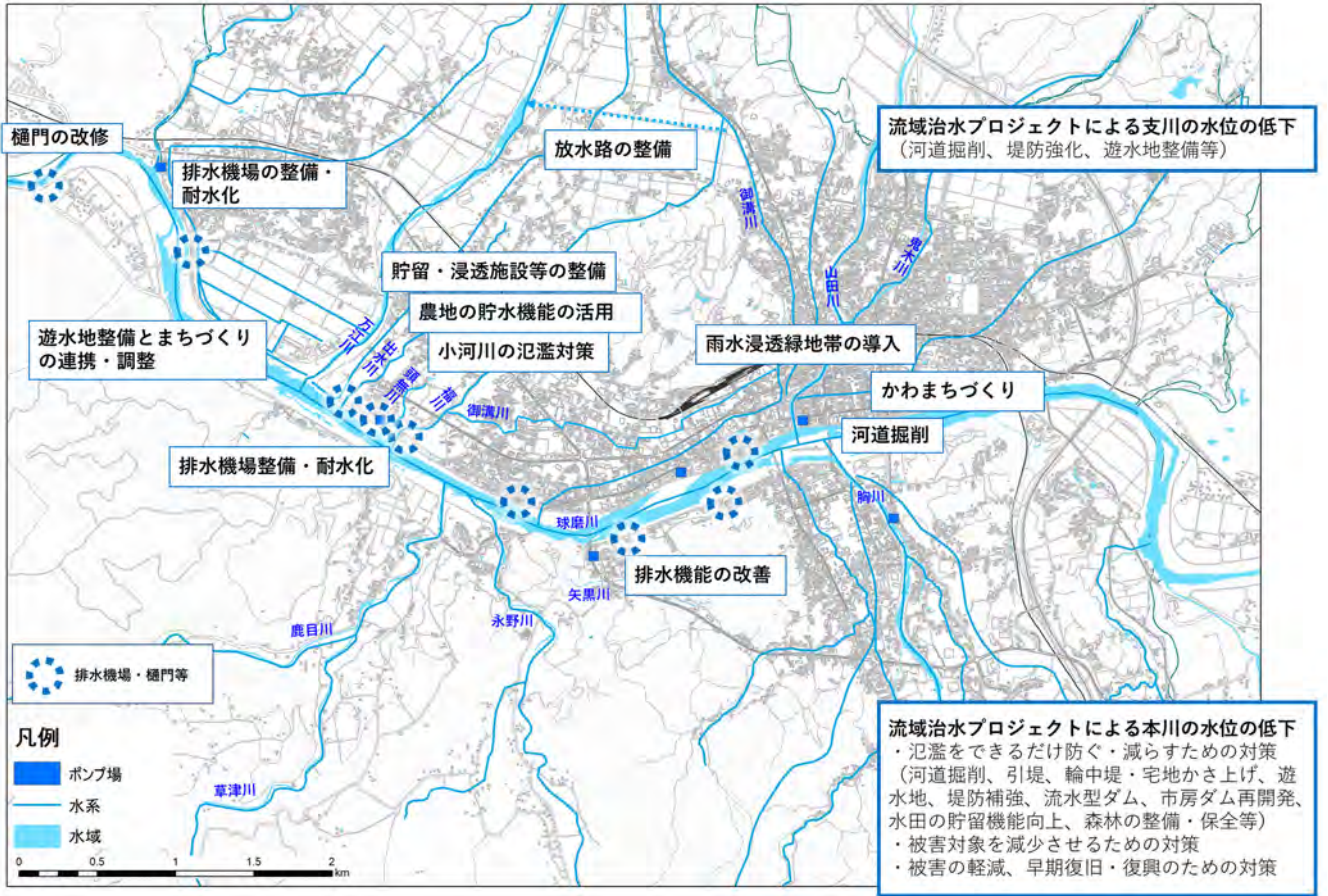 樋門の改修
排水機場の整備・
耐水化
放水路の整備
流域治水プロジェクトによる支川の水位の低下
（河道掘削、堤防強化、遊水地整備等）
御溝川
鬼木川
山田川
貯留・浸透施設等の整備
農地の貯水機能の活用
小河川の氾濫対策
遊水地整備とまちづくり
の連携・調整
万江川
出水川
頭無川
福川
御溝川
雨水浸透緑地帯の導入
かわまちづくり
河道掘削
排水機場整備・耐水化
球磨川
胸川
排水機能の改善
矢黒川
永野川
鹿目川
草津川
排水機場・樋門等
凡例
ポンプ場
水系
水域
0 0.5 1 1.5 2
km
流域治水プロジェクトによる本川の水位の低下
・氾濫をできるだけ防ぐ・減らすための対策
（河道掘削、引堤、輪中堤・宅地かさ上げ、遊
水地、堤防補強、流水型ダム、市房ダム再開発、
水田の貯留機能向上、森林の整備・保全等）
・被害対象を減少させるための対策
・被害の軽減、早期復旧・復興のための対策